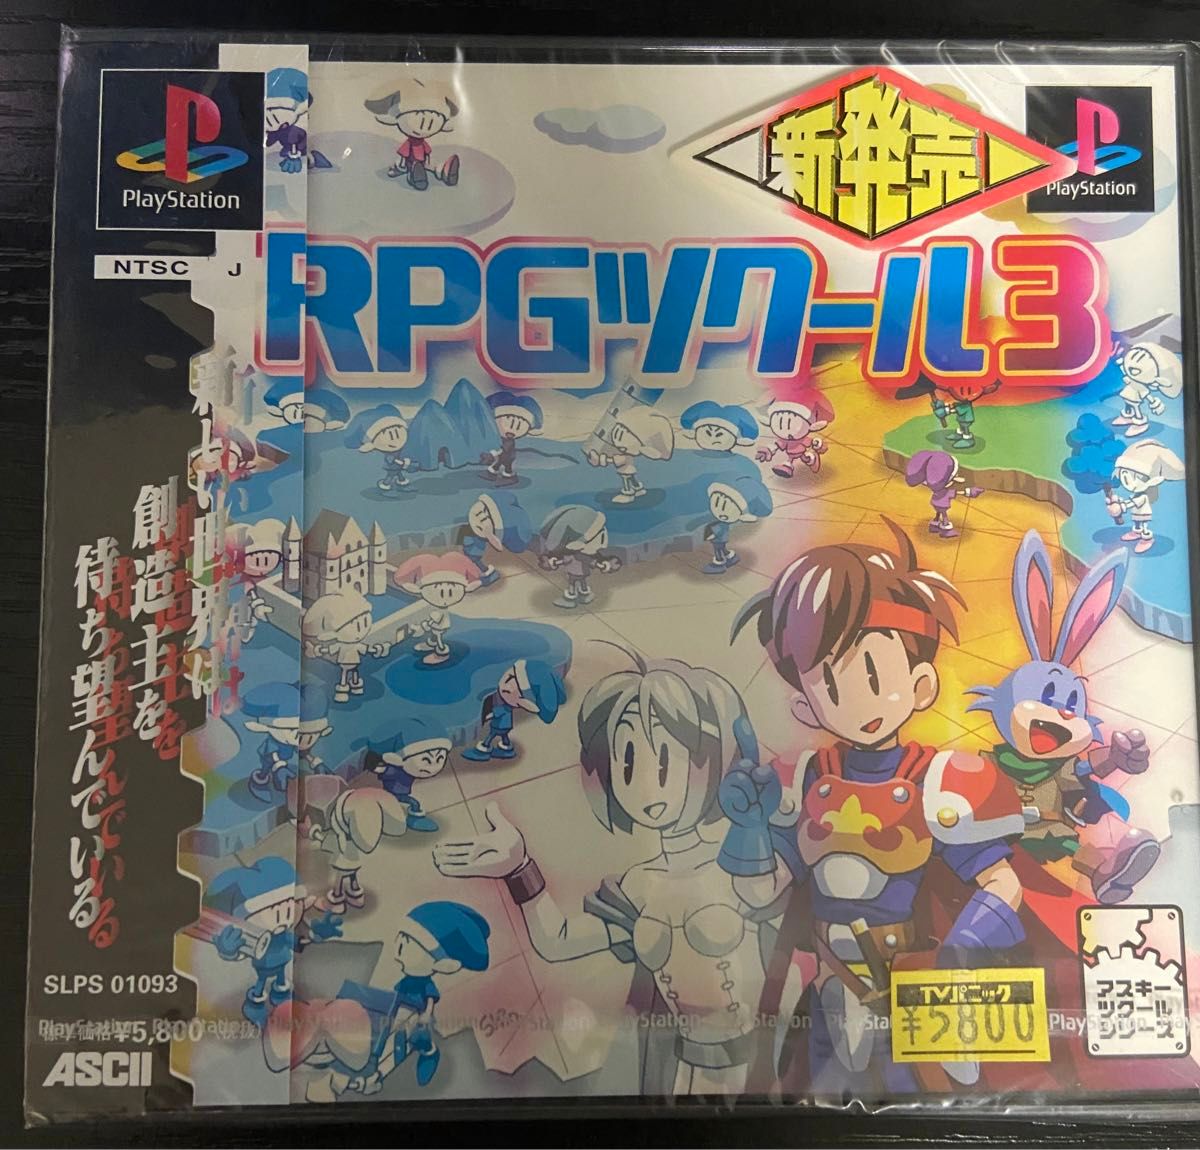 PlayStation
NTSC J
新しい世界は
創造主を
待ち望んでいる
SLPS 01093
標準価格¥5,800(税抜)
ASCII
新発売
PlayStation
RPGツクール3
TVパニック
¥5800
アスキー
ツクール
シリーズ
PlayStation